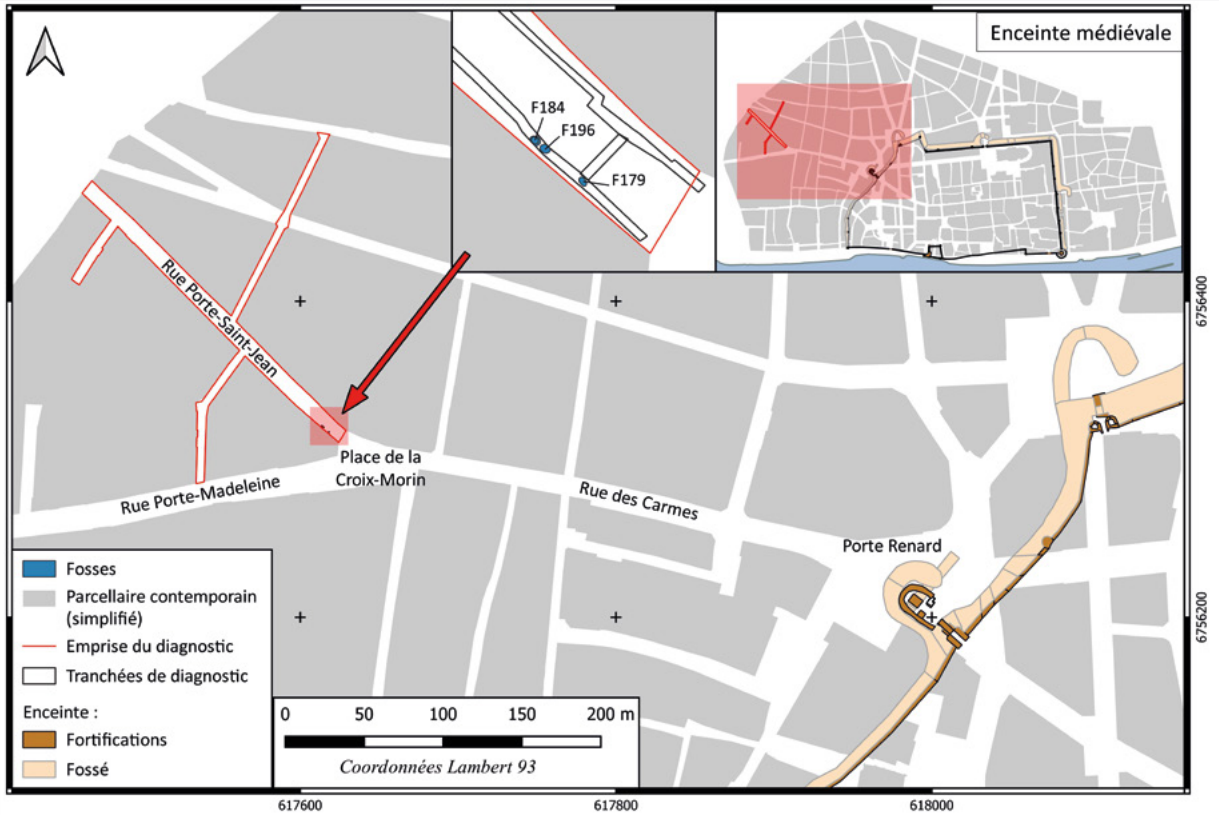 Enceinte médiévale
F184
F196
F179
Rue Porte-Saint-Jean
Place de la
Croix-Morin
Rue Porte-Madeleine
Rue des Carmes
Porte Renard
6756400
6756200
Fosses
Parcellaire contemporain
(simplifié)
Emprise du diagnostic
Tranchées de diagnostic
Enceinte :
Fortifications
Fossé
0 50 100 150 200 m
Coordonnées Lambert 93
617600 617800 618000